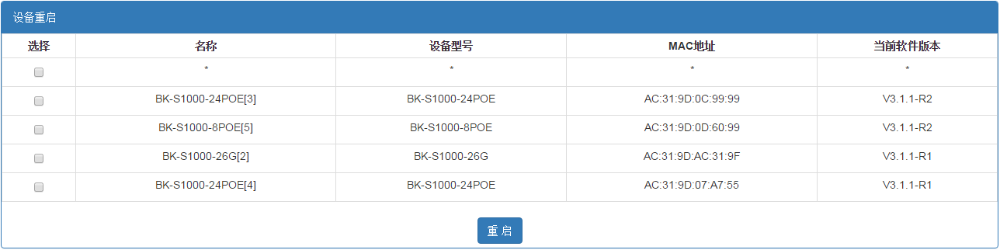 设备重启
选择 名称 设备型号 MAC地址 当前软件版本
* * * *
BK-S1000-24POE[3] BK-S1000-24POE AC:31:9D:0C:99:99 V3.1.1-R2
BK-S1000-8POE[5] BK-S1000-8POE AC:31:9D:0D:60:99 V3.1.1-R2
BK-S1000-26G[2] BK-S1000-26G AC:31:9D:AC:31:9F V3.1.1-R1
BK-S1000-24POE[4] BK-S1000-24POE AC:31:9D:07:A7:55 V3.1.1-R1
重 启